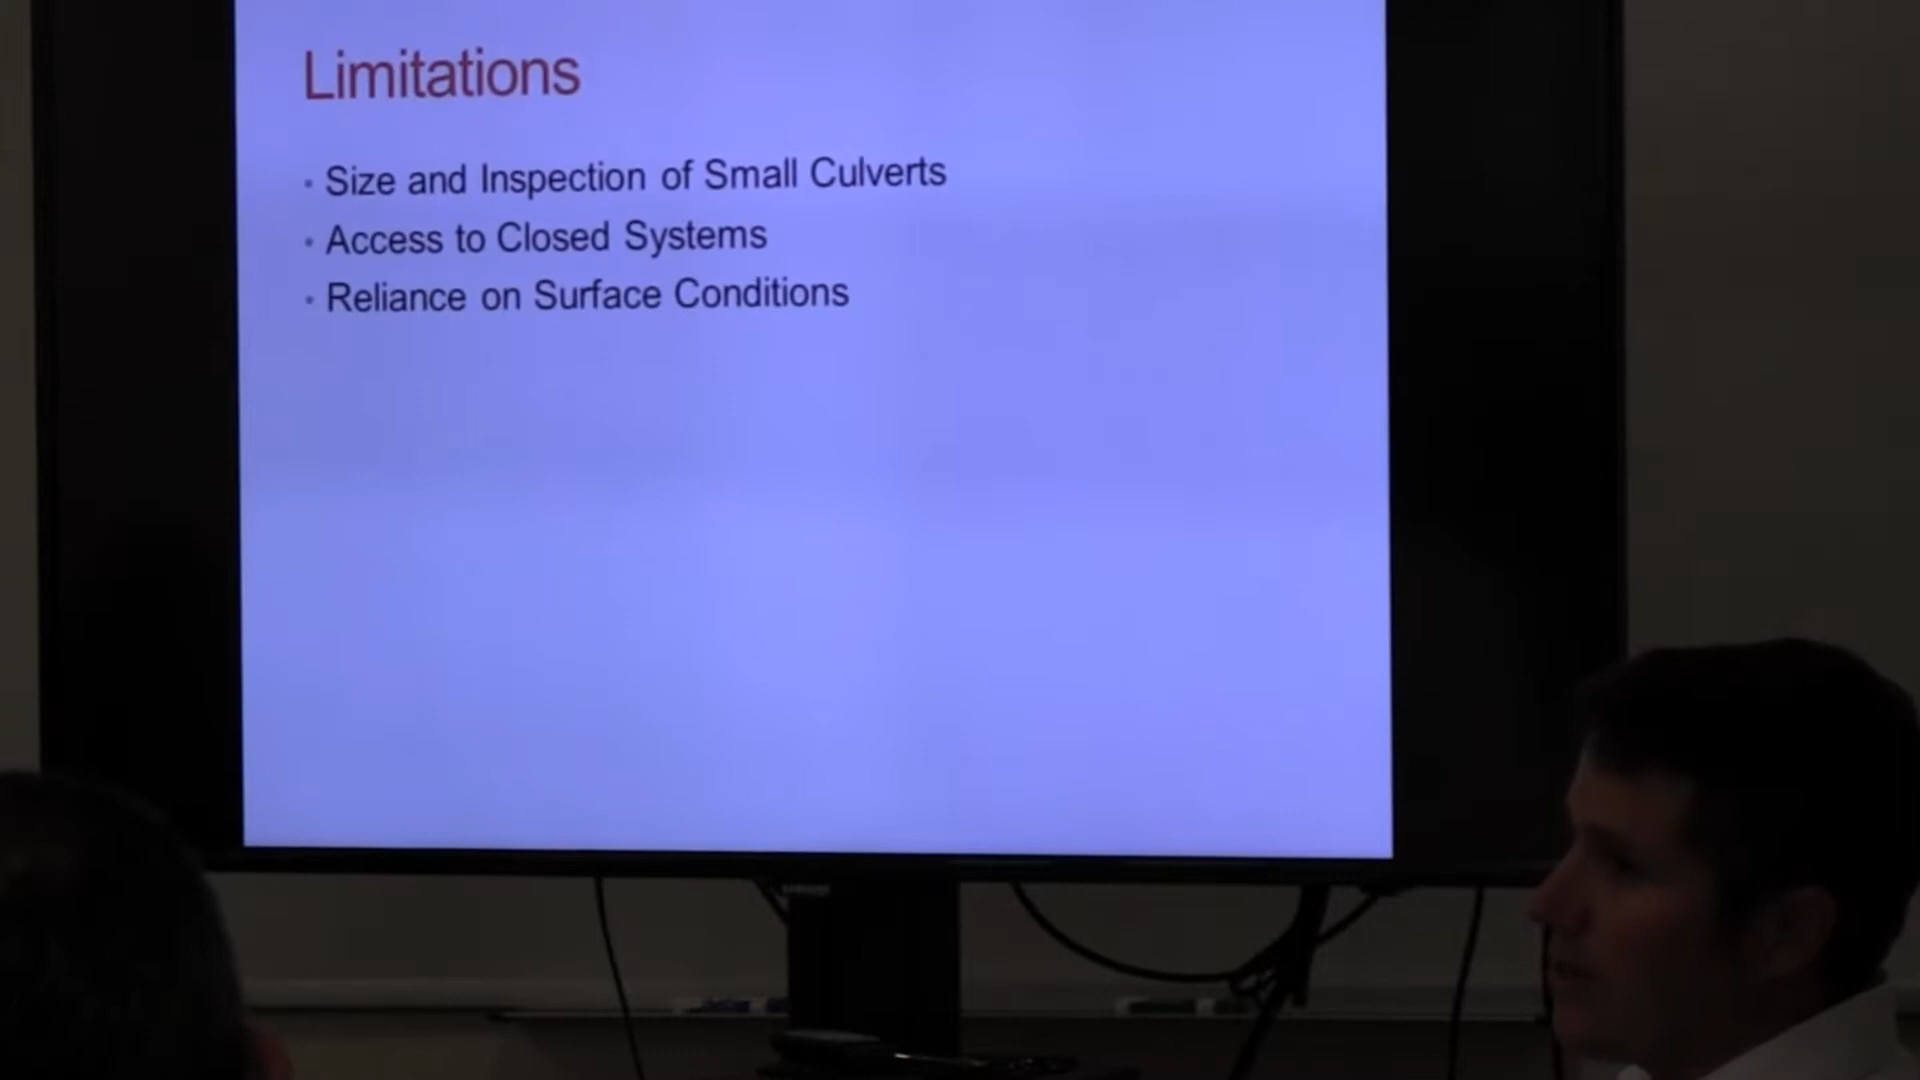 Limitations
• Size and Inspection of Small Culverts
• Access to Closed Systems
• Reliance on Surface Conditions